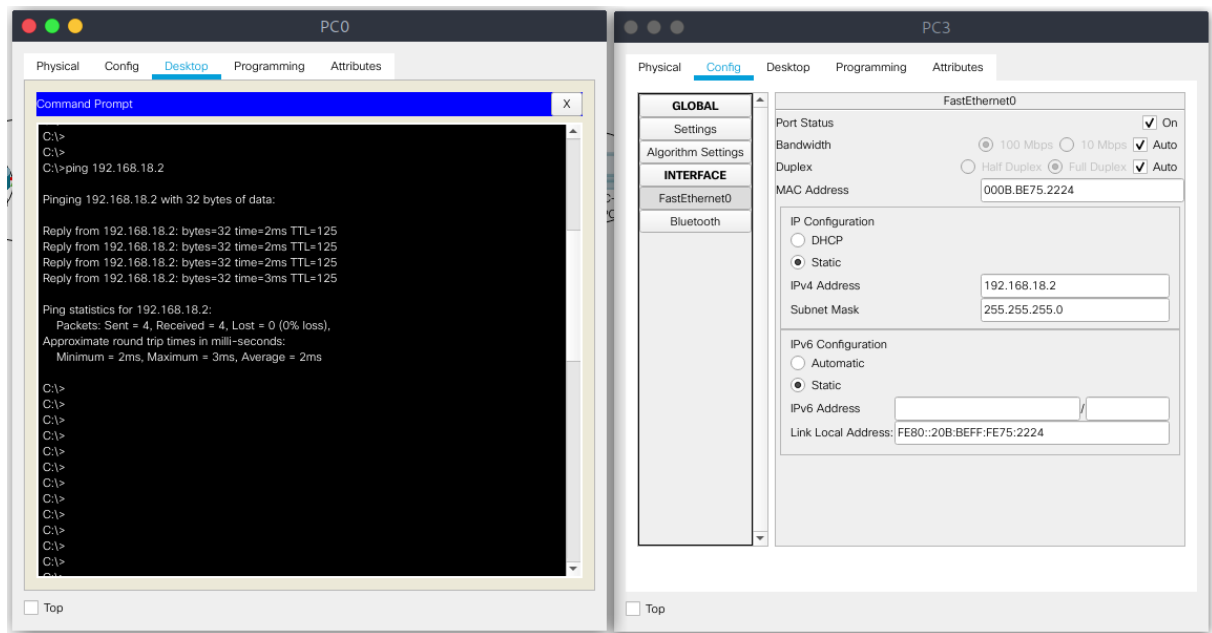 PC0
Physical Config Desktop Programming Attributes
Command Prompt X
C:\>
C:\>
C:\>ping 192.168.18.2
Pinging 192.168.18.2 with 32 bytes of data:
Reply from 192.168.18.2: bytes=32 time=2ms TTL=125
Reply from 192.168.18.2: bytes=32 time=2ms TTL=125
Reply from 192.168.18.2: bytes=32 time=2ms TTL=125
Reply from 192.168.18.2: bytes=32 time=3ms TTL=125
Ping statistics for 192.168.18.2:
Packets: Sent = 4, Received = 4, Lost = 0 (0% loss),
Approximate round trip times in milli-seconds:
Minimum = 2ms, Maximum = 3ms, Average = 2ms
C:\>
C:\>
C:\>
C:\>
C:\>
C:\>
C:\>
C:\>
C:\>
C:\>
C:\>
C:\>
C:\>
Top
PC3
Physical Config Desktop Programming Attributes
GLOBAL
Settings
Algorithm Settings
INTERFACE
FastEthernet0
Bluetooth
FastEthernet0
Port Status On
Bandwidth 100 Mbps 10 Mbps Auto
Duplex Half Duplex Full Duplex Auto
MAC Address 000B.BE75.2224
IP Configuration
DHCP
Static
IPv4 Address 192.168.18.2
Subnet Mask 255.255.255.0
IPv6 Configuration
Automatic
Static
IPv6 Address /
Link Local Address: FE80::20B:BEFF:FE75:2224
Top